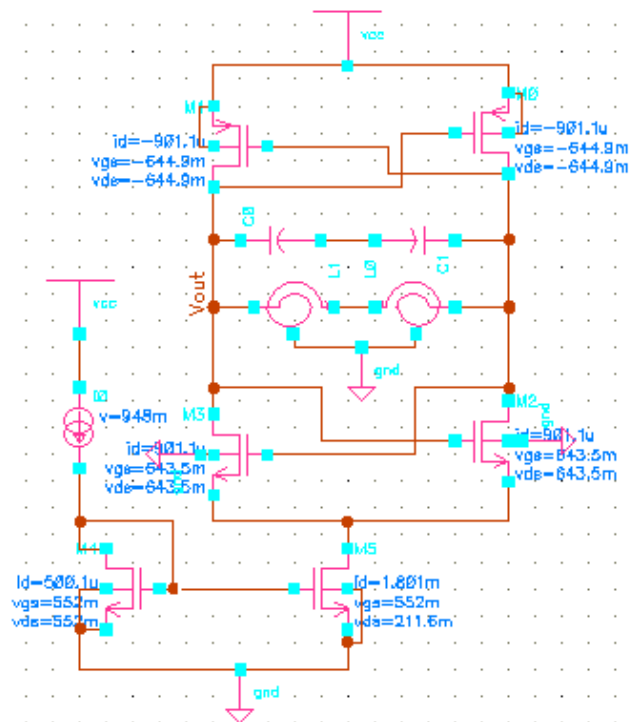 vcc
M1
M0
id=-901.1u
vgs=-644.9m
vds=-644.9m
id=-901.1u
vgs=-644.9m
vds=-644.9m
C0
L1
L0
C1
Vout
vcc
gnd
I0
v=948m
M3
M2
gnd
id=901.1u
vgs=643.5m
vds=643.5m
gnd
id=901.1u
vgs=643.5m
vds=643.5m
M4
M5
id=500.1u
vgs=552m
vds=552m
id=1.801m
vgs=552m
vds=211.6m
gnd